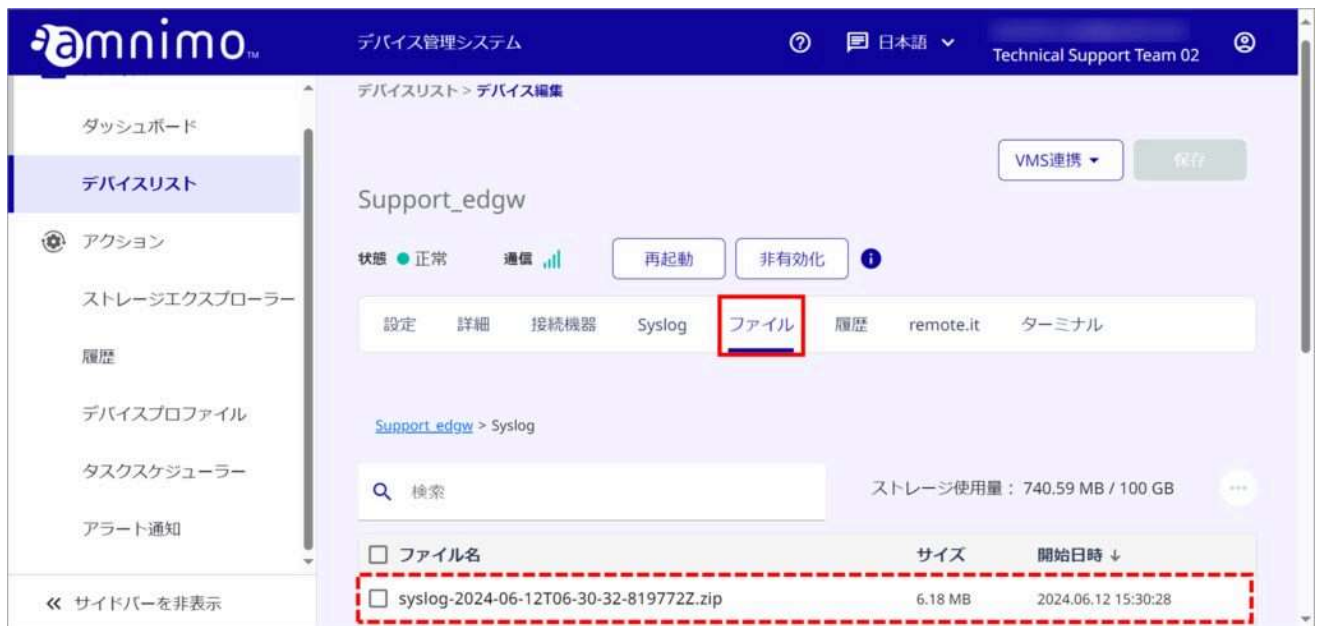 amnimo™
デバイス管理システム
日本語
Technical Support Team 02
ダッシュボード
デバイスリスト
アクション
ストレージエクスプローラー
履歴
デバイスプロファイル
タスクスケジューラー
アラート通知
サイドバーを非表示
デバイスリスト > デバイス編集
VMS連携
保存
Support_edgw
状態 正常 通信 再起動 非有効化
設定 詳細 接続機器 Syslog ファイル 履歴 remote.it ターミナル
Support_edgw > Syslog
検索
ストレージ使用量： 740.59 MB / 100 GB
ファイル名 サイズ 開始日時 ↓
syslog-2024-06-12T06-30-32-819772Z.zip 6.18 MB 2024.06.12 15:30:28